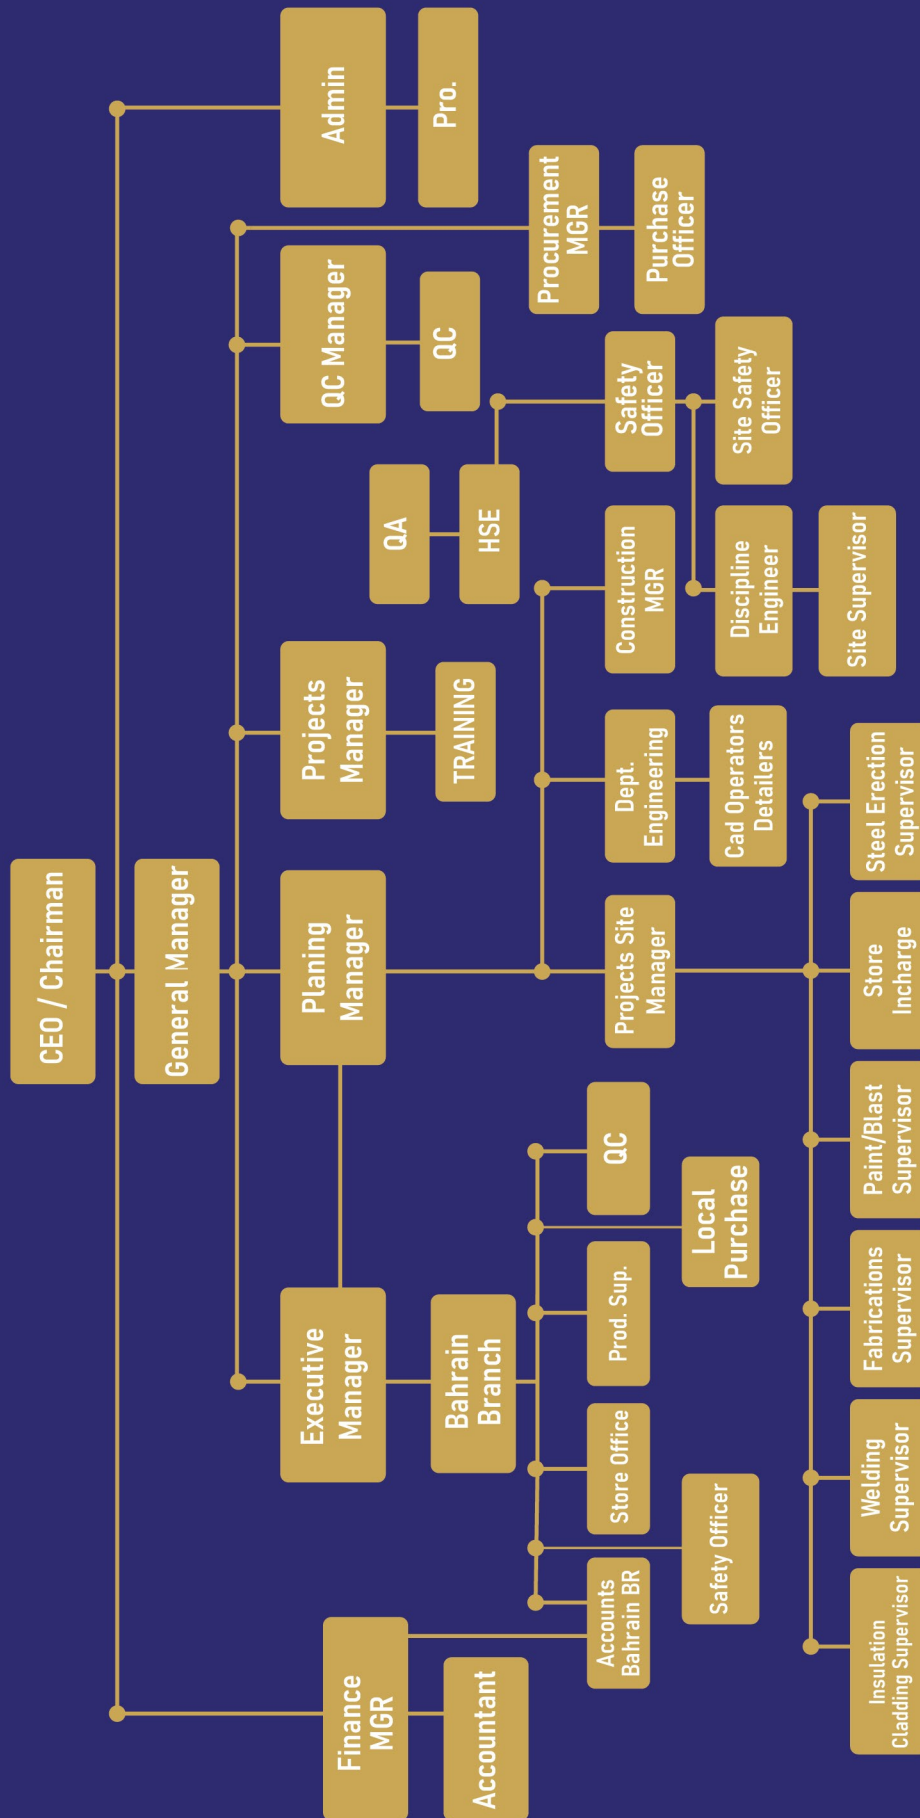 CEO / Chairman
General Manager
Finance
MGR
Accountant
Executive
Manager
Planing
Manager
Projects
Manager
QC Manager
Admin
Bahrain
Branch
TRAINING
QA
HSE
QC
Pro.
Procurement
MGR
Purchase
Officer
Accounts
Bahrain BR
Store Office
Prod. Sup.
QC
Safety Officer
Local
Purchase
Projects Site
Manager
Dept.
Engineering
Construction
MGR
Safety
Officer
Cad Operators
Detailers
Discipline
Engineer
Site Safety
Officer
Site Supervisor
Insulation
Cladding Supervisor
Welding
Supervisor
Fabrications
Supervisor
Paint/Blast
Supervisor
Store
Incharge
Steel Erection
Supervisor